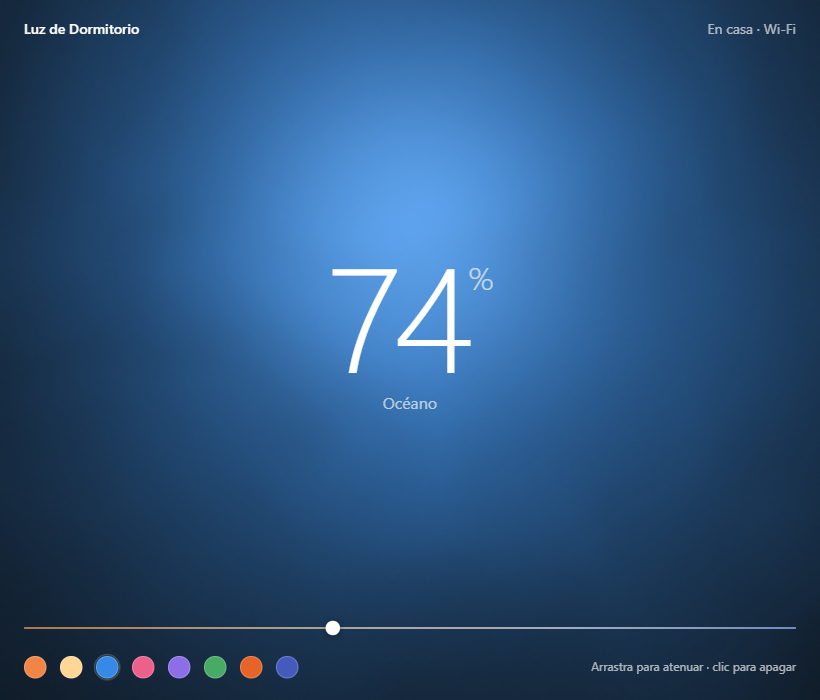 Luz de Dormitorio
En casa · Wi-Fi
74%
Océano
Arrastra para atenuar · clic para apagar